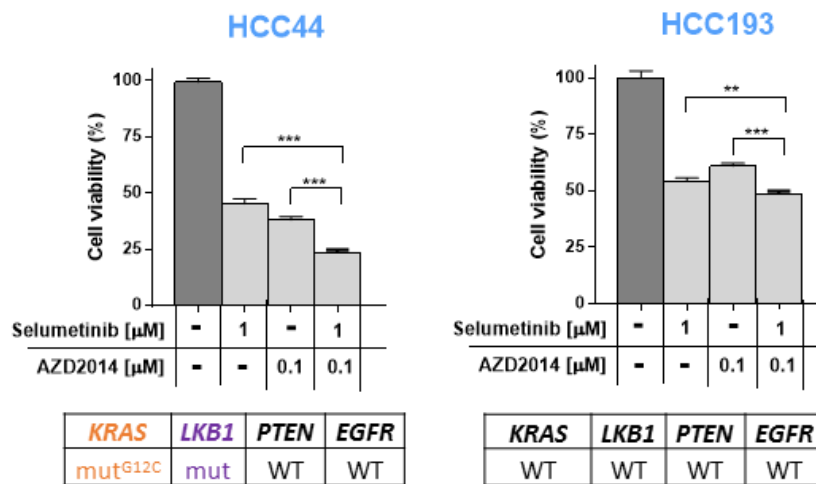 HCC44
HCC193
Cell viability (%)
100
75
50
25
0
***
***
Selumetinib [µM] - 1 - 1
AZD2014 [µM] - - 0.1 0.1
KRAS LKB1 PTEN EGFR
mutG12C mut WT WT
Cell viability (%)
100
75
50
25
0
**
***
Selumetinib [µM] - 1 - 1
AZD2014 [µM] - - 0.1 0.1
KRAS LKB1 PTEN EGFR
WT WT WT WT